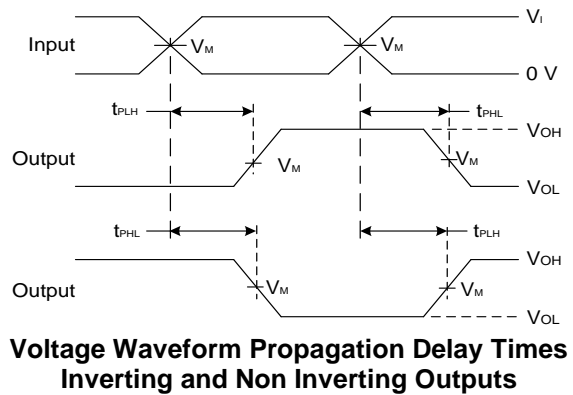 VI
Input VM VM
0 V
tPLH tPHL
VOH
Output VM VM
VOL
tPHL tPLH
VOH
Output VM VM
VOL
Voltage Waveform Propagation Delay Times
Inverting and Non Inverting Outputs